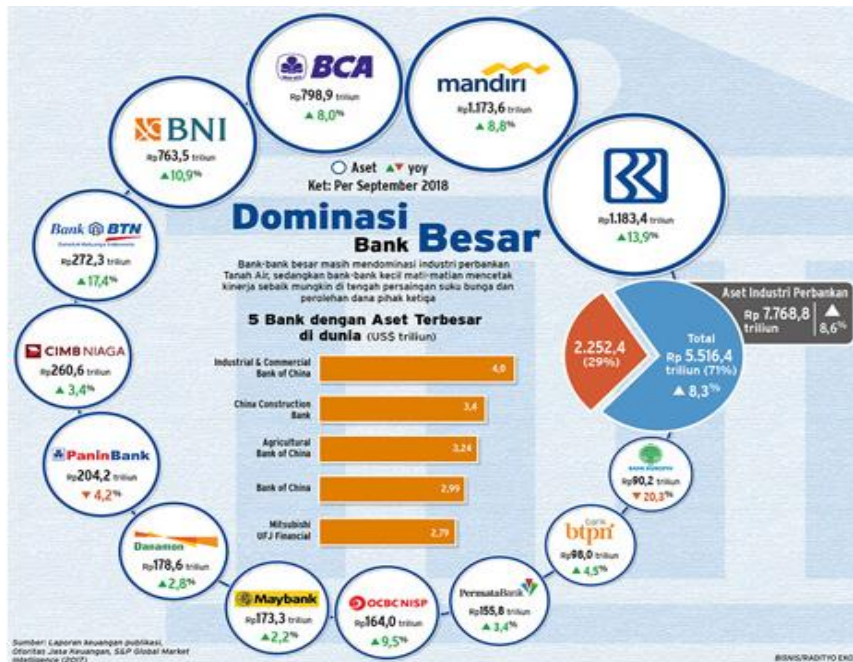 BCA
Rp798,9 triliun
▲ 8,0%
mandiri
Rp1.173,6 triliun
▲ 8,8%
BNI
Rp763,5 triliun
▲10,9%
Rp1.183,4 triliun
▲13,9%
Aset ▲▼ yoy
Ket: Per September 2018
Dominasi
Bank Besar
Bank-bank besar masih mendominasi industri perbankan
Tanah Air, sedangkan bank-bank kecil mati-matian mencetak
kinerja sebaik mungkin di tengah persaingan suku bunga dan
perolehan dana pihak ketiga
Bank BTN
Rp272,3 triliun
▲17,4%
CIMB NIAGA
Rp260,6 triliun
▲ 3,4%
PaninBank
Rp204,2 triliun
▼ 4,2%
Danamon
Rp178,6 triliun
▲2,8%
Maybank
Rp173,3 triliun
▲2,2%
OCBC NISP
Rp164,0 triliun
▲9,5%
PermataBank
Rp155,8 triliun
▲ 3,4%
bank
btpn
Rp98,0 triliun
▲ 4,5%
Rp90,2 triliun
▼ 20,3%
Aset Industri Perbankan
Rp 7.768,8
triliun
▲
8,6%
2.252,4
(29%)
Total
Rp 5.516,4
triliun (71%)
▲ 8,3%
5 Bank dengan Aset Terbesar
di dunia (US$ triliun)
Industrial & Commercial
Bank of China
4,0
China Construction
Bank
3,4
Agricultural
Bank of China
3,24
Bank of China
2,99
Mitsubishi
UFJ Financial
2,79
Sumber: Laporan keuangan publikasi,
Otoritas Jasa Keuangan, S&P Global Market
Intelligence (2017)
BISNIS/RADITYO EKO